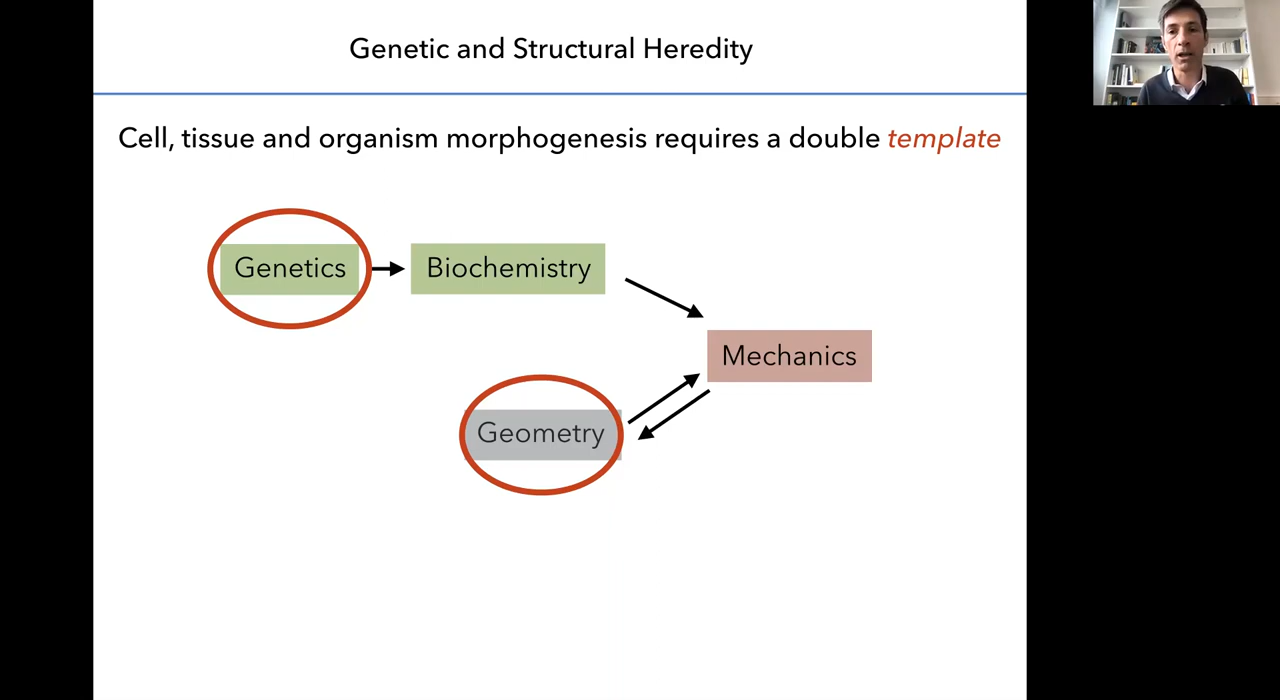 Genetic and Structural Heredity
Cell, tissue and organism morphogenesis requires a double template
Genetics
Biochemistry
Mechanics
Geometry